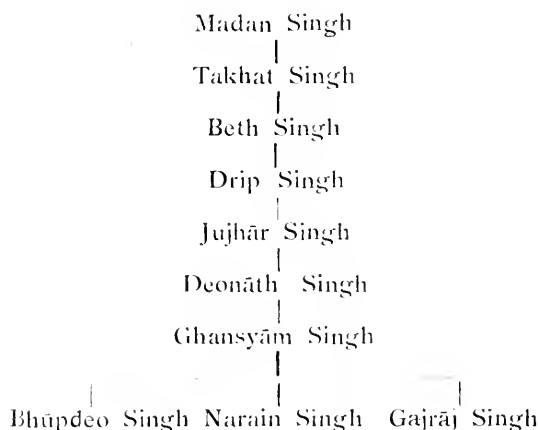 Madan Singh
Takhat Singh
Beth Singh
Drip Singh
Jujhār Singh
Deonāth Singh
Ghansyām Singh
Bhūpdeo Singh Narain Singh Gajrāj Singh